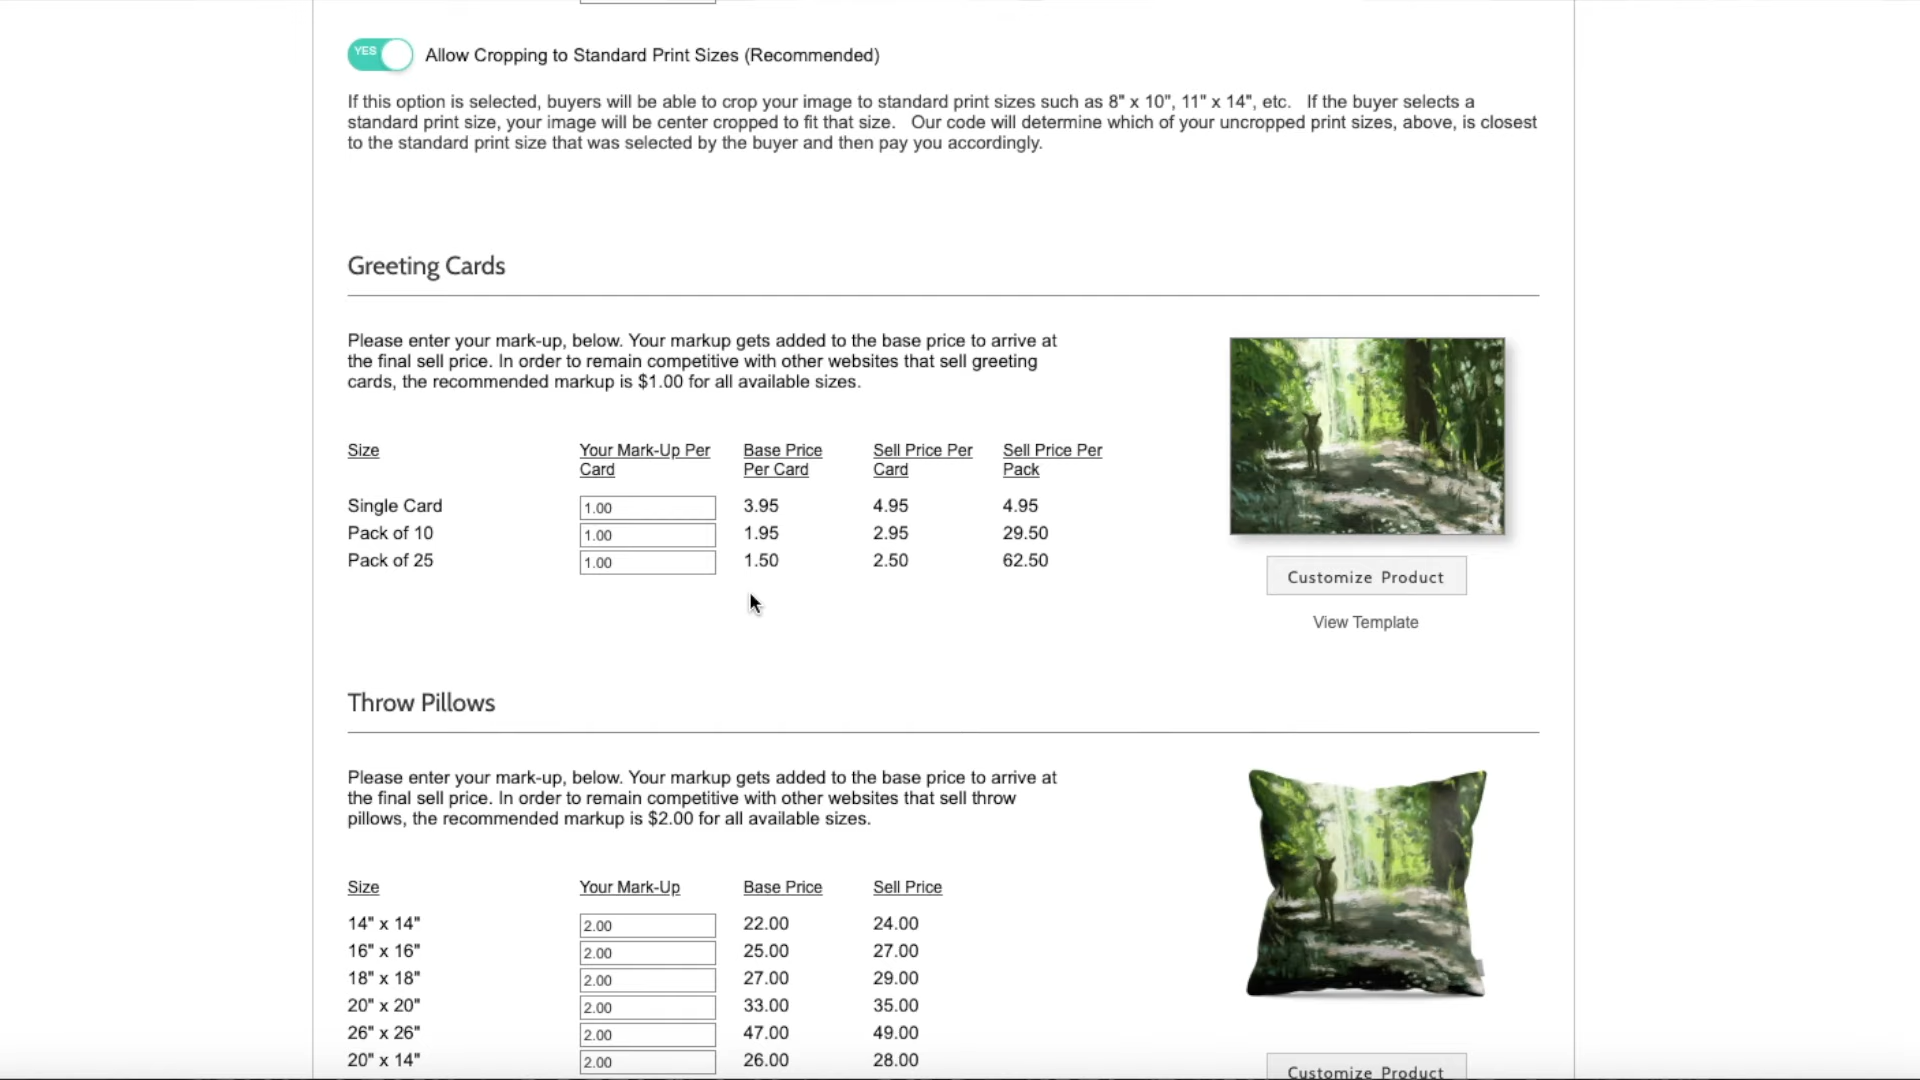 YES Allow Cropping to Standard Print Sizes (Recommended)
If this option is selected, buyers will be able to crop your image to standard print sizes such as 8" x 10", 11" x 14", etc. If the buyer selects a
standard print size, your image will be center cropped to fit that size. Our code will determine which of your uncropped print sizes, above, is closest
to the standard print size that was selected by the buyer and then pay you accordingly.
Greeting Cards
Please enter your mark-up, below. Your markup gets added to the base price to arrive at
the final sell price. In order to remain competitive with other websites that sell greeting
cards, the recommended markup is $1.00 for all available sizes.
Size Your Mark-Up Per Base Price Sell Price Per Sell Price Per
Card Per Card Card Pack
Single Card 1.00 3.95 4.95 4.95
Pack of 10 1.00 1.95 2.95 29.50
Pack of 25 1.00 1.50 2.50 62.50
Customize Product
View Template
Throw Pillows
Please enter your mark-up, below. Your markup gets added to the base price to arrive at
the final sell price. In order to remain competitive with other websites that sell throw
pillows, the recommended markup is $2.00 for all available sizes.
Size Your Mark-Up Base Price Sell Price
14" x 14" 2.00 22.00 24.00
16" x 16" 2.00 25.00 27.00
18" x 18" 2.00 27.00 29.00
20" x 20" 2.00 33.00 35.00
26" x 26" 2.00 47.00 49.00
20" x 14" 2.00 26.00 28.00
Customize Product